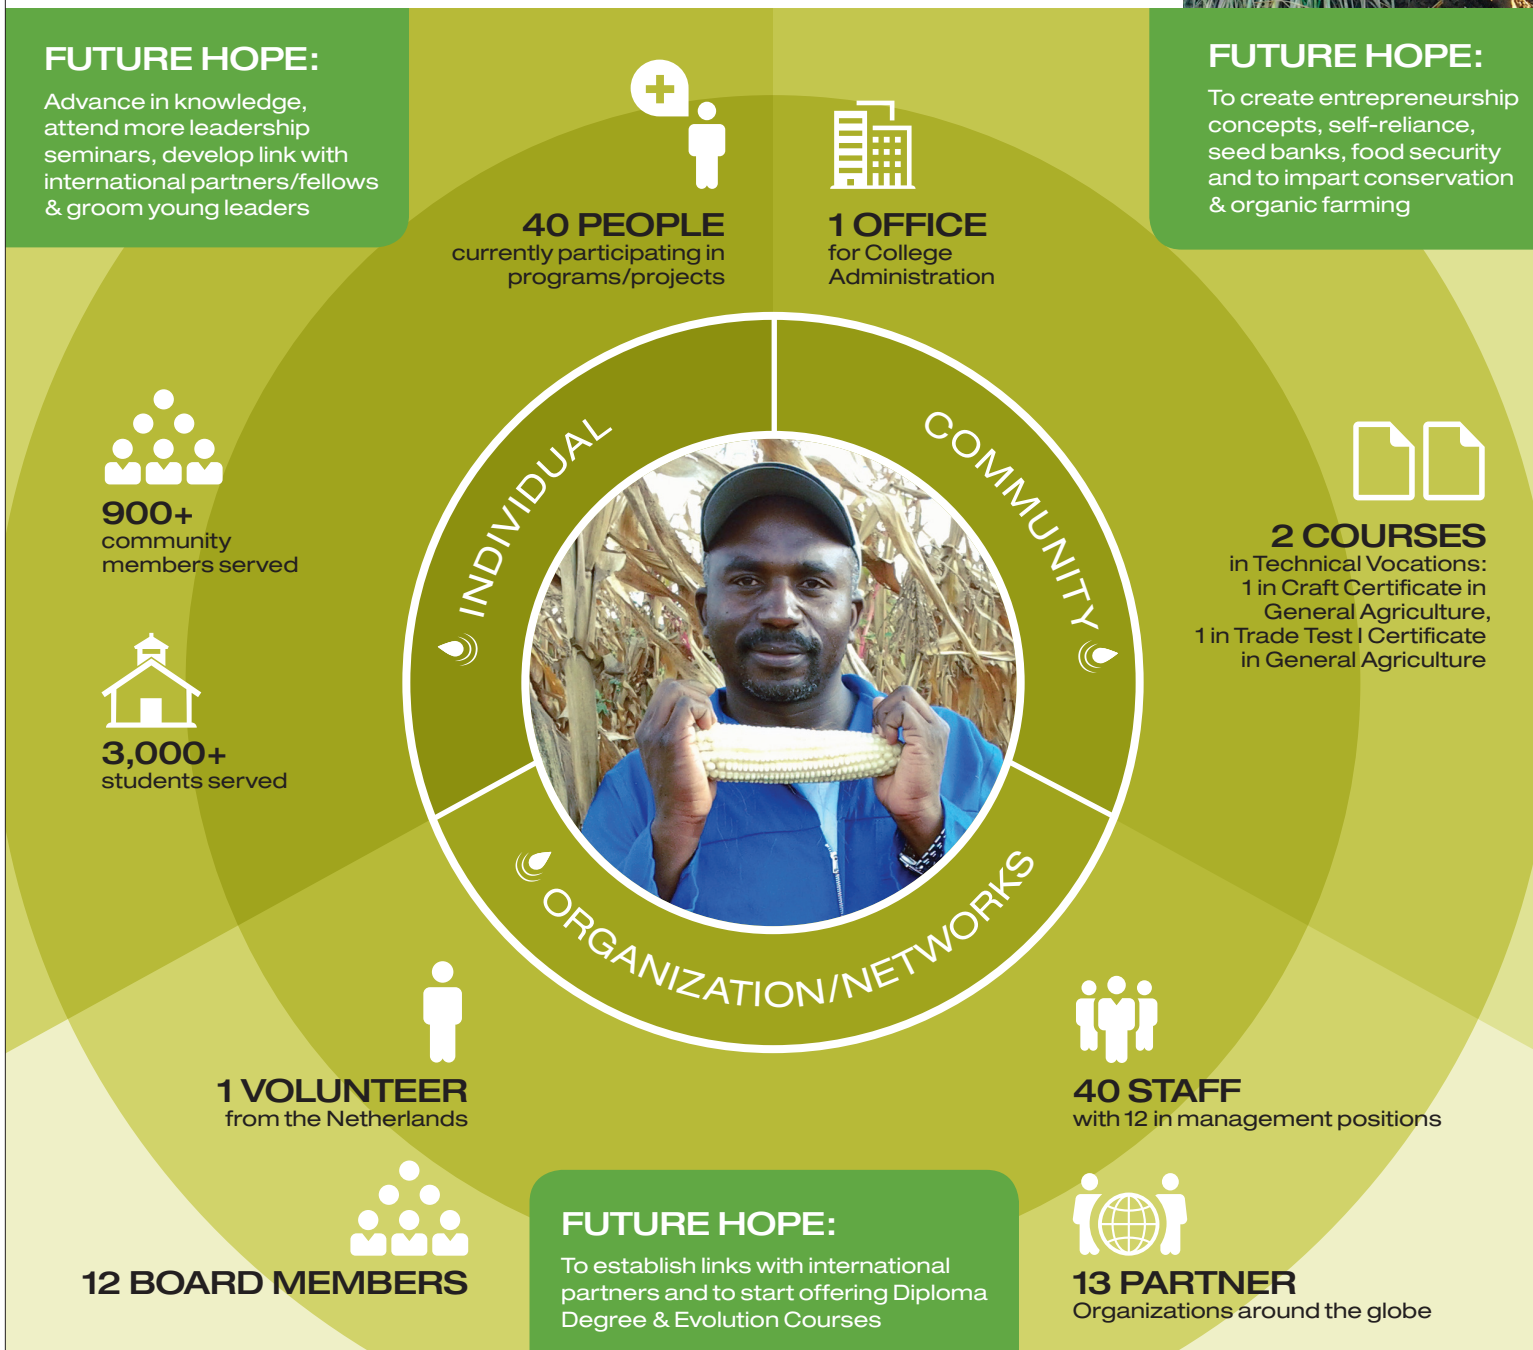 FUTURE HOPE:
Advance in knowledge,
attend more leadership
seminars, develop link with
international partners/fellows
& groom young leaders
40 PEOPLE
currently participating in
programs/projects
1 OFFICE
for College
Administration
FUTURE HOPE:
To create entrepreneurship
concepts, self-reliance,
seed banks, food security
and to impart conservation
& organic farming
900+
community
members served
3,000+
students served
INDIVIDUAL
COMMUNITY
ORGANIZATION/NETWORKS
2 COURSES
in Technical Vocations:
1 in Craft Certificate in
General Agriculture,
1 in Trade Test I Certificate
in General Agriculture
1 VOLUNTEER
from the Netherlands
12 BOARD MEMBERS
FUTURE HOPE:
To establish links with international
partners and to start offering Diploma
Degree & Evolution Courses
40 STAFF
with 12 in management positions
13 PARTNER
Organizations around the globe